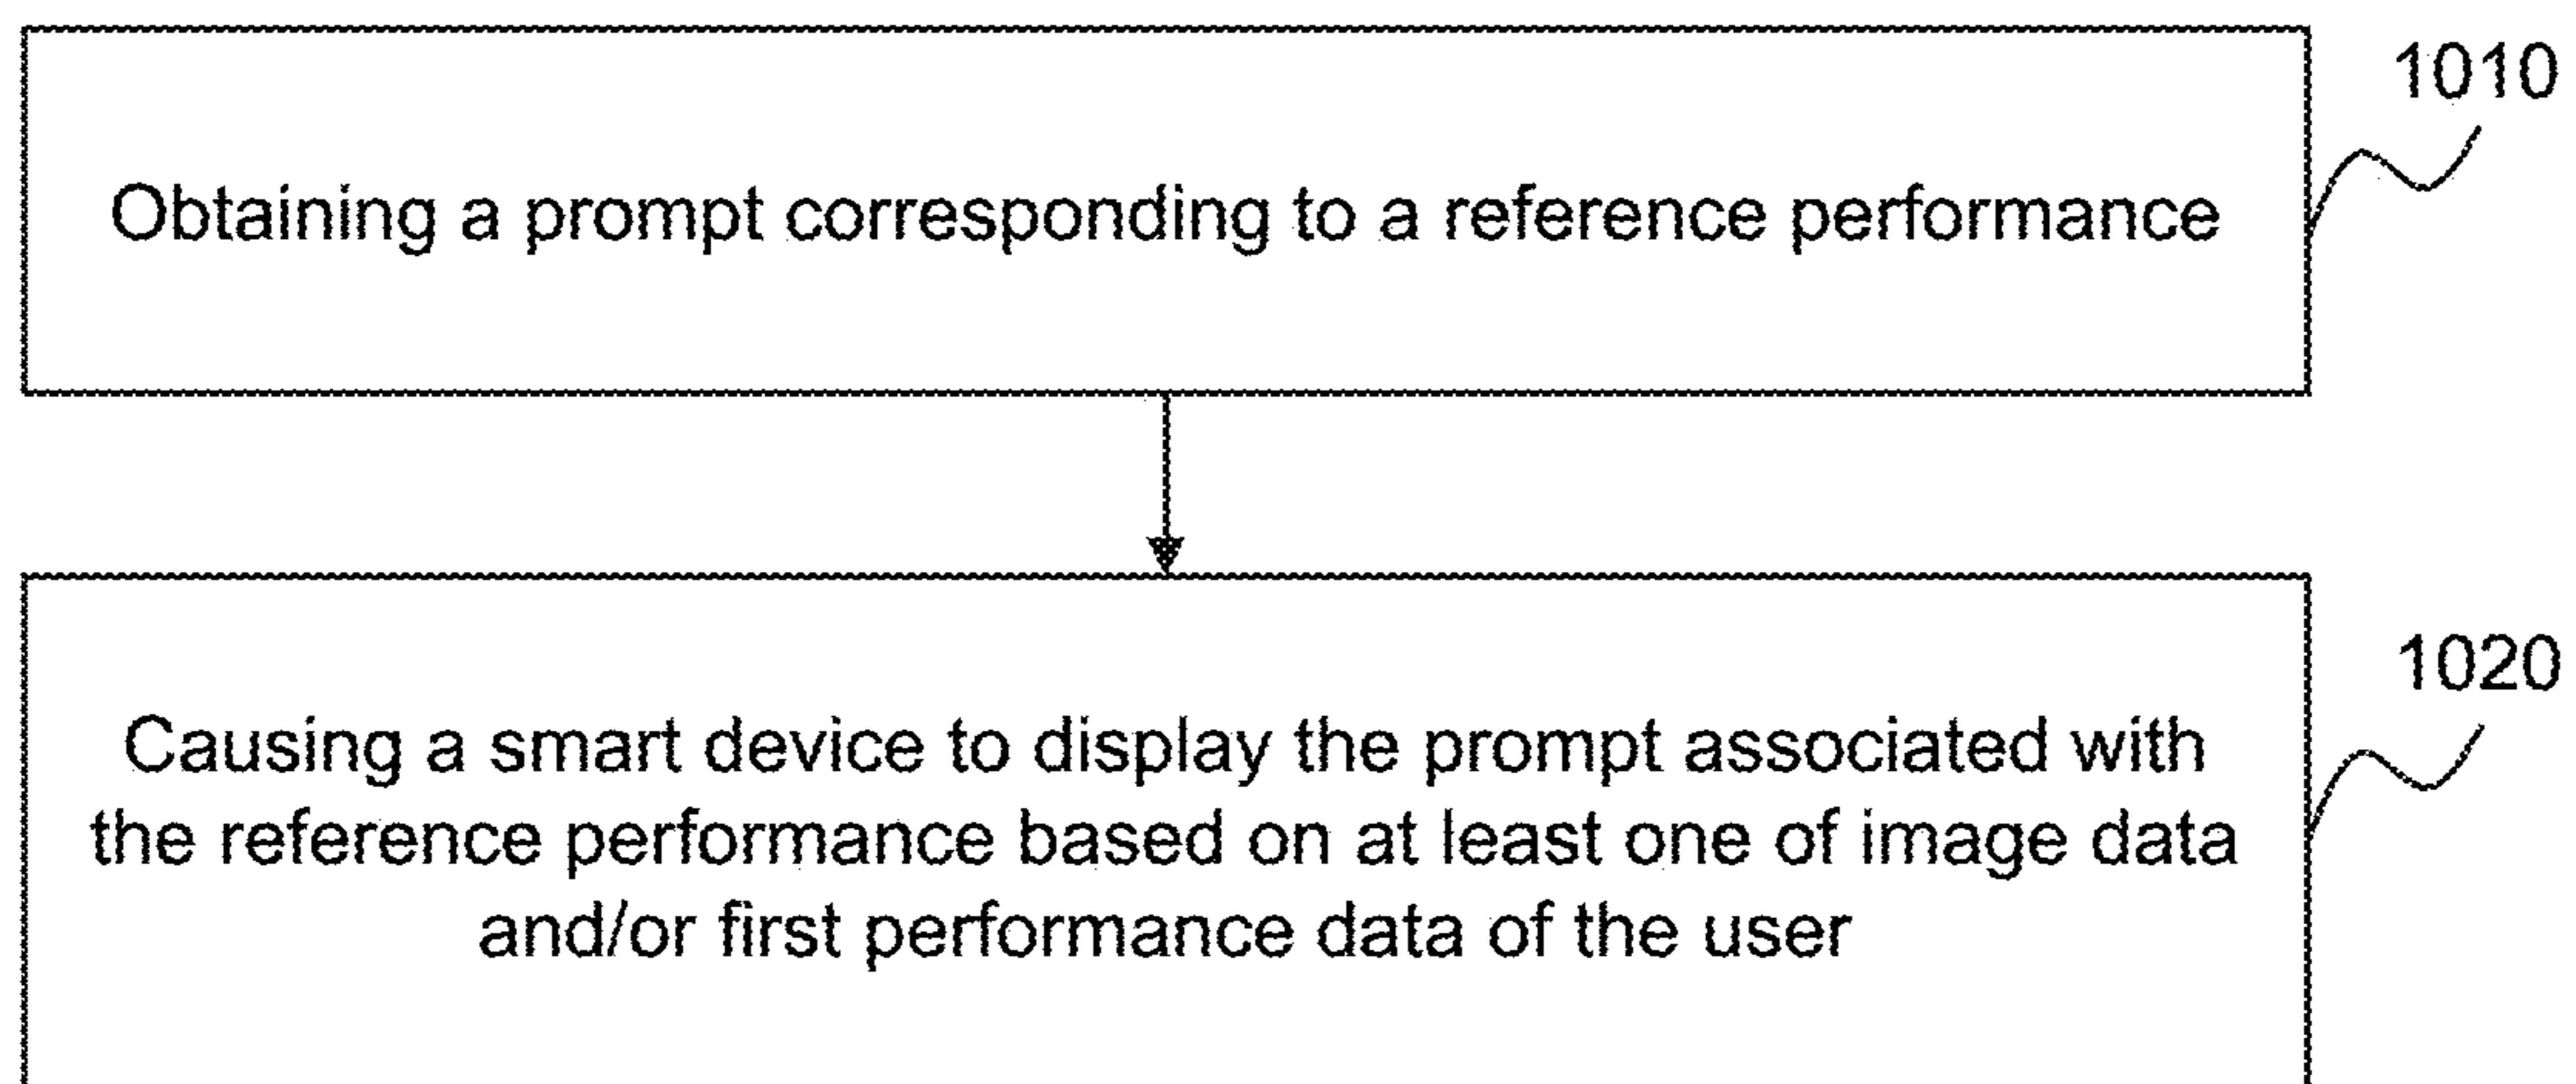 1010
Obtaining a prompt corresponding to a reference performance
1020
Causing a smart device to display the prompt associated with
the reference performance based on at least one of image data
and/or first performance data of the user